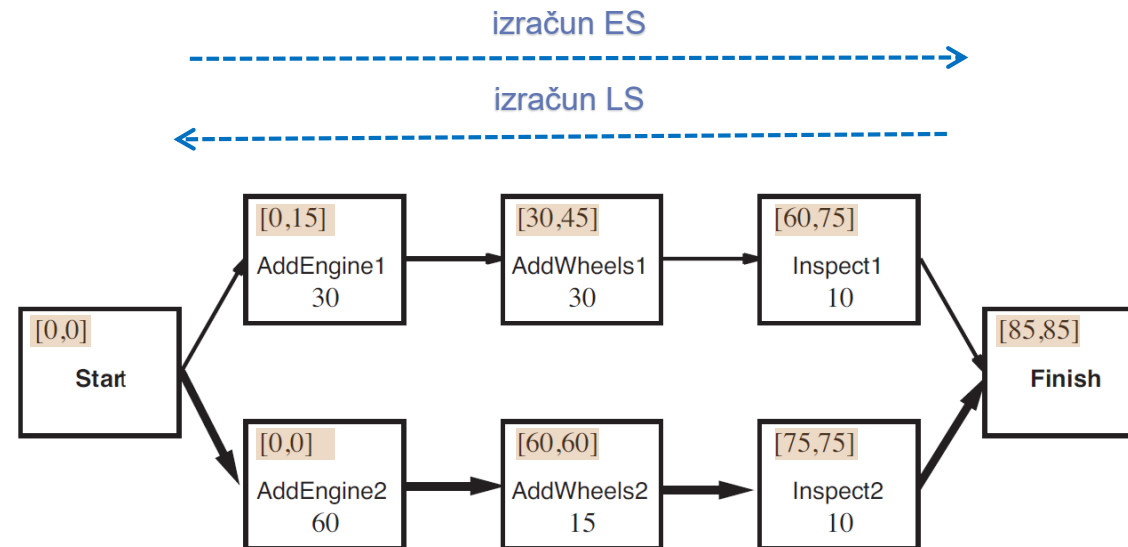 izračun ES
izračun LS
[0,15]
AddEngine1
30
[30,45]
AddWheels1
30
[60,75]
Inspect1
10
[0,0]
Start
[85,85]
Finish
[0,0]
AddEngine2
60
[60,60]
AddWheels2
15
[75,75]
Inspect2
10